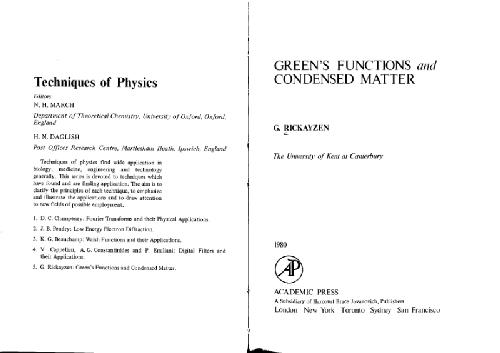 Techniques of Physics
Editors
N. H. MARCH
Department of Theoretical Chemistry, University of Oxford, Oxford,
England
H. N. DAGLISH
Post Offices Research Centre, Martlesham Heath, Ipswich, England
Techniques of physics find wide application in
biology, medicine, engineering and technology
generally. This series is devoted to techniques which
have found and are finding application. The aim is to
clarify the principles of each technique, to emphasize
and illustrate the applications and to draw attention
to new fields of possible employment.
1. D. C. Champeney: Fourier Transforms and their Physical Applications.
2. J. B. Pendry: Low Energy Electron Diffraction.
3. K. G. Beauchamp: Walsh Functions and their Applications.
4. V. Cappellini, A. G. Constantinides and P. Emiliani: Digital Filters and
their Applications.
5. G. Rickayzen: Green's Functions and Condensed Matter.
GREEN'S FUNCTIONS and
CONDENSED MATTER
G. RICKAYZEN
The University of Kent at Canterbury
1980
AP
ACADEMIC PRESS
A Subsidiary of Harcourt Brace Jovanovich, Publishers
London New York Toronto Sydney San Francisco